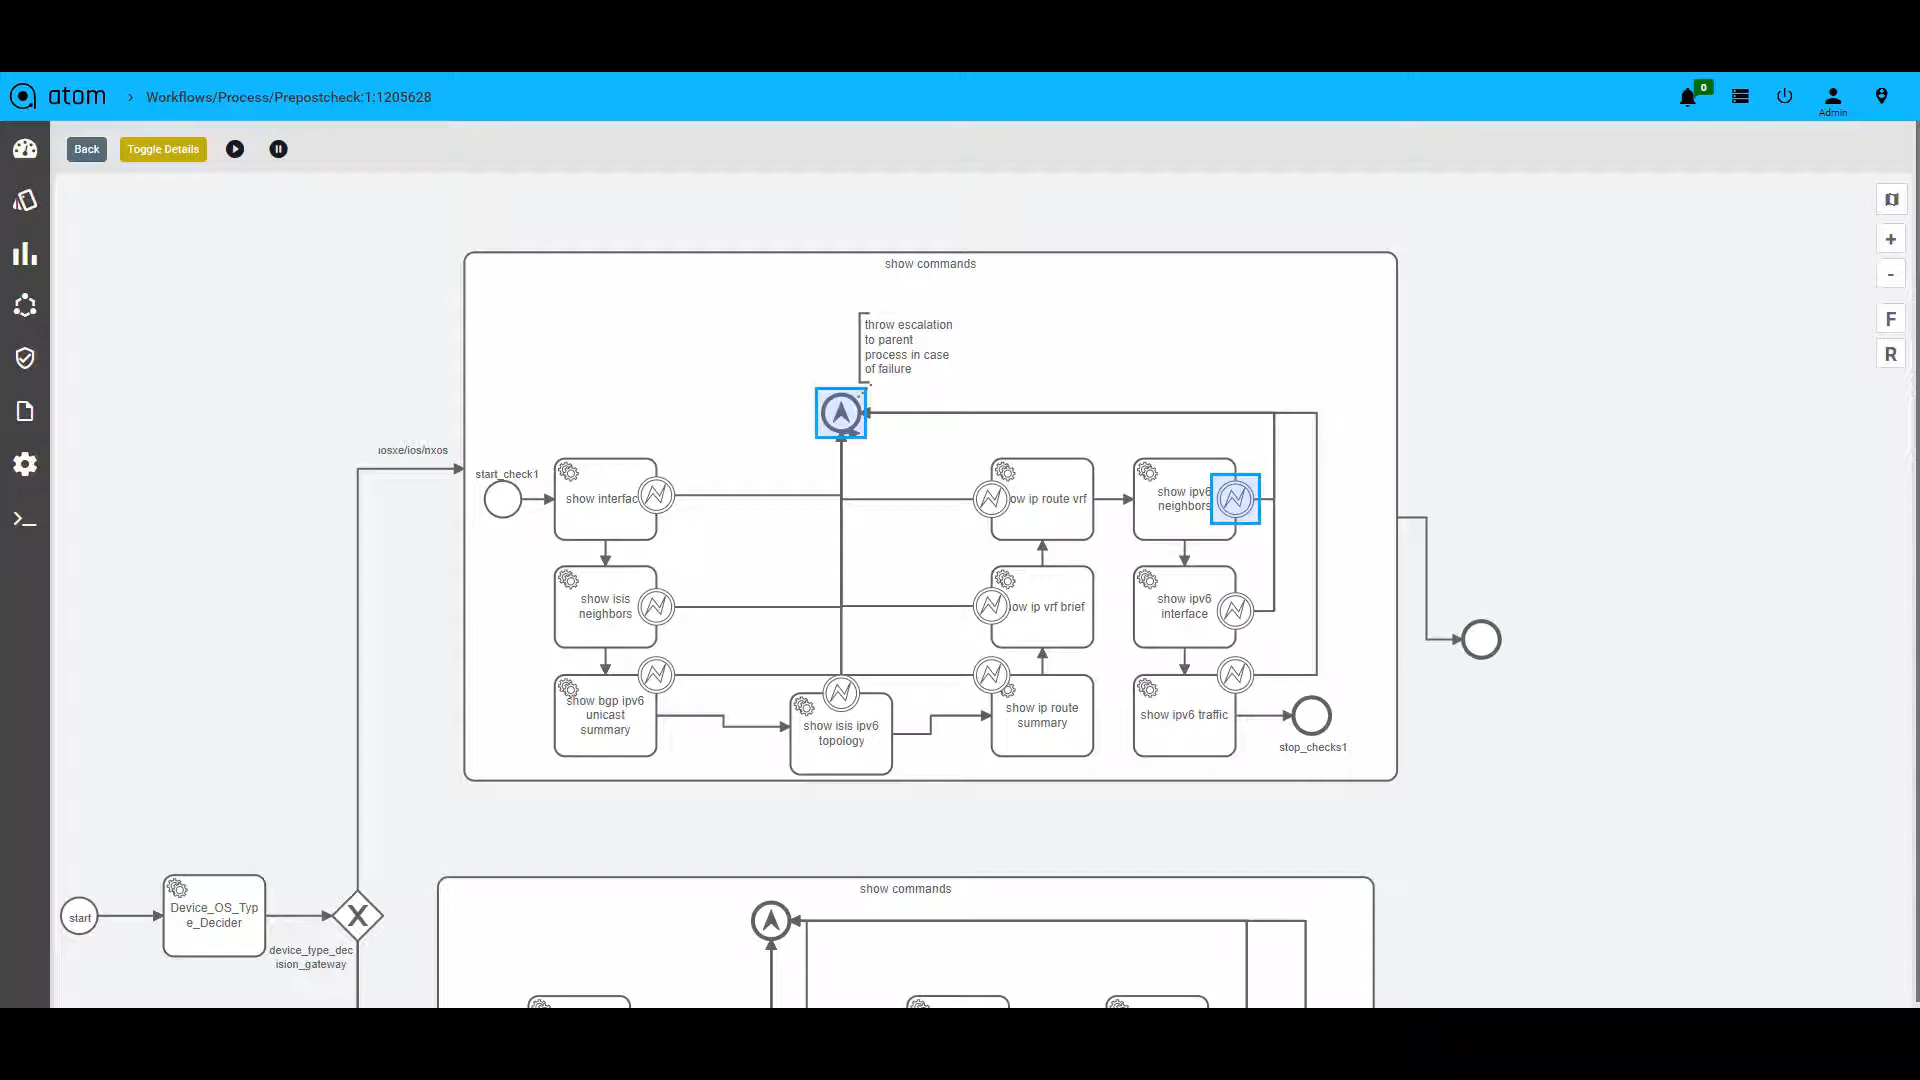 atom
› Workflows/Process/Prepostcheck:1:1205628
0
Admin
Back
Toggle Details
+
-
F
R
show commands
throw escalation
to parent
process in case
of failure
iosxe/ios/nxos
start_check1
show interfac
ow ip route vrf
show ipv6
neighbors
show isis
neighbors
ow ip vrf brief
show ipv6
interface
show bgp ipv6
unicast
summary
show isis ipv6
topology
show ip route
summary
show ipv6 traffic
stop_checks1
start
Device_OS_Typ
e_Decider
X
device_type_dec
ision_gateway
show commands